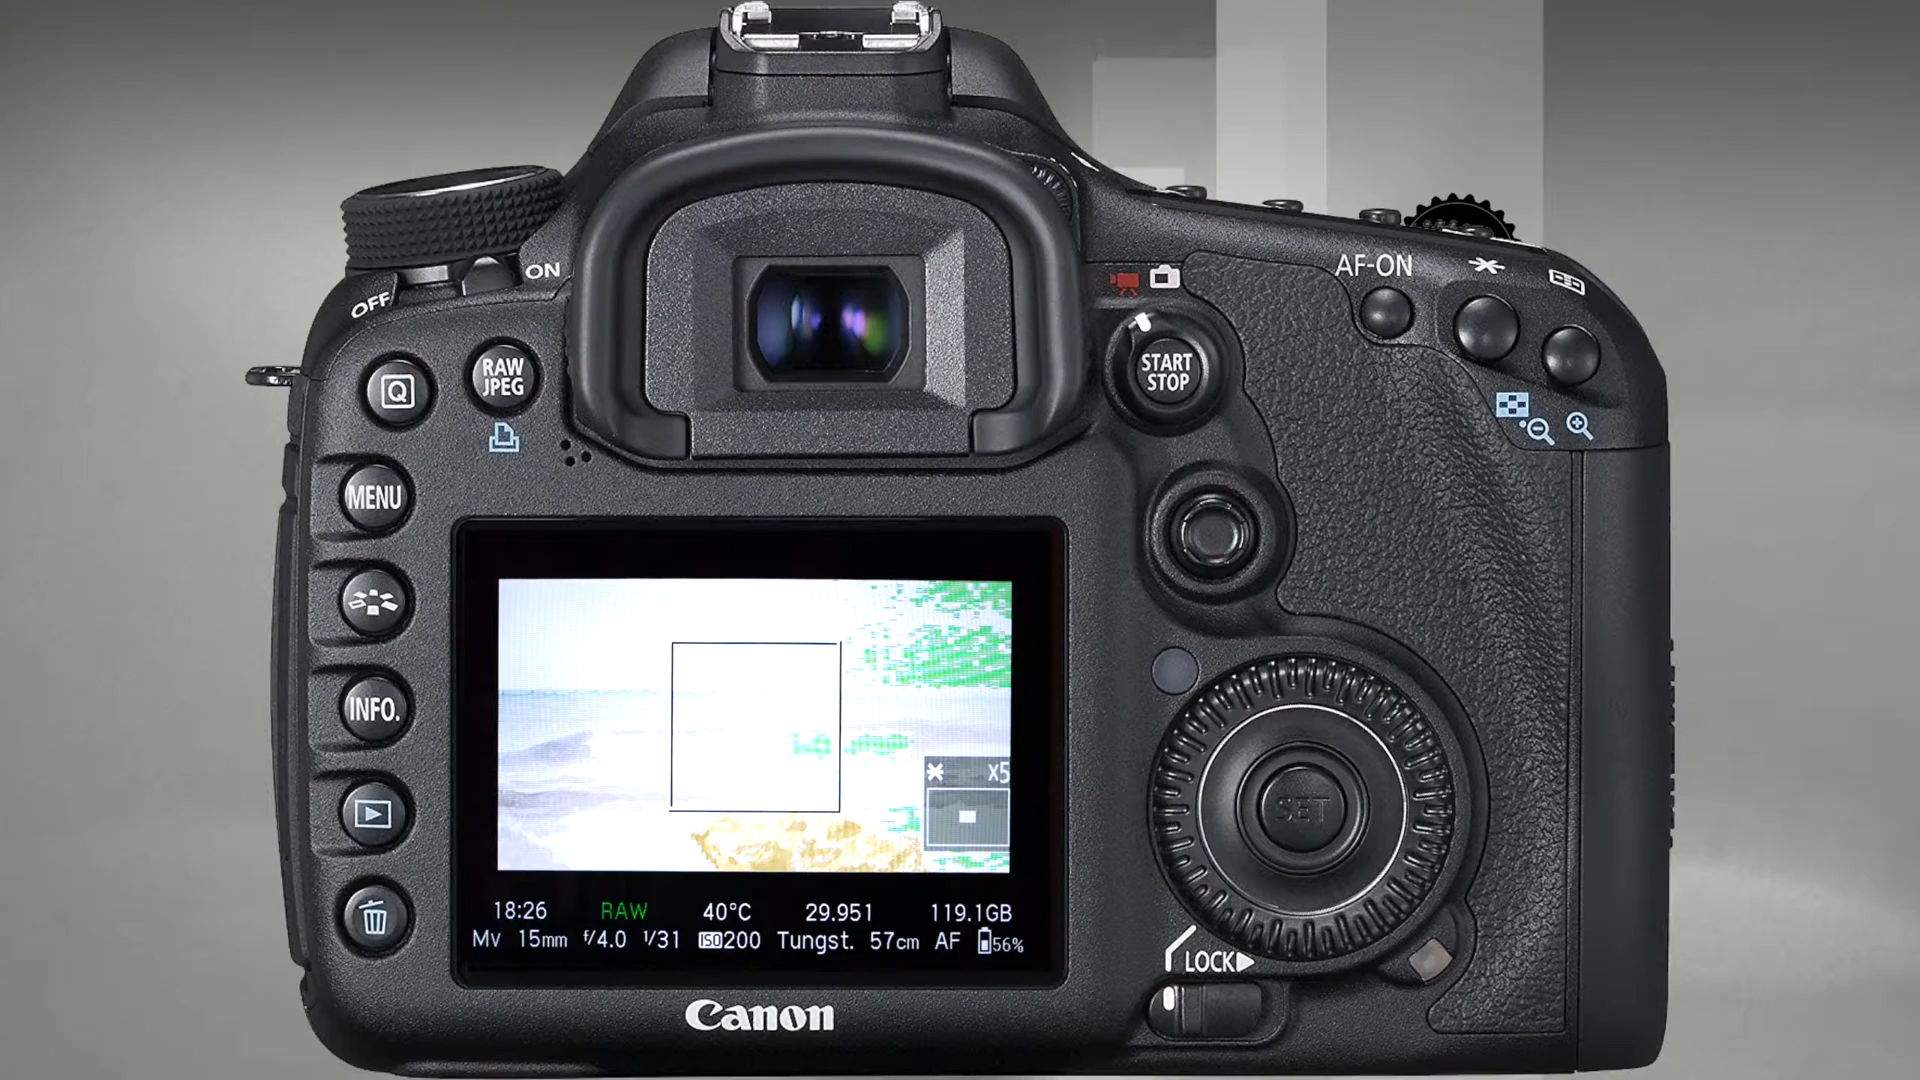 ON
OFF
AF-ON
Q
RAW
JPEG
START
STOP
MENU
INFO.
X5
SET
18:26 RAW 40°C 29.951 119.1GB
Mv 15mm f/4.0 1/31 ISO200 Tungst. 57cm AF 56%
LOCK▶
Canon